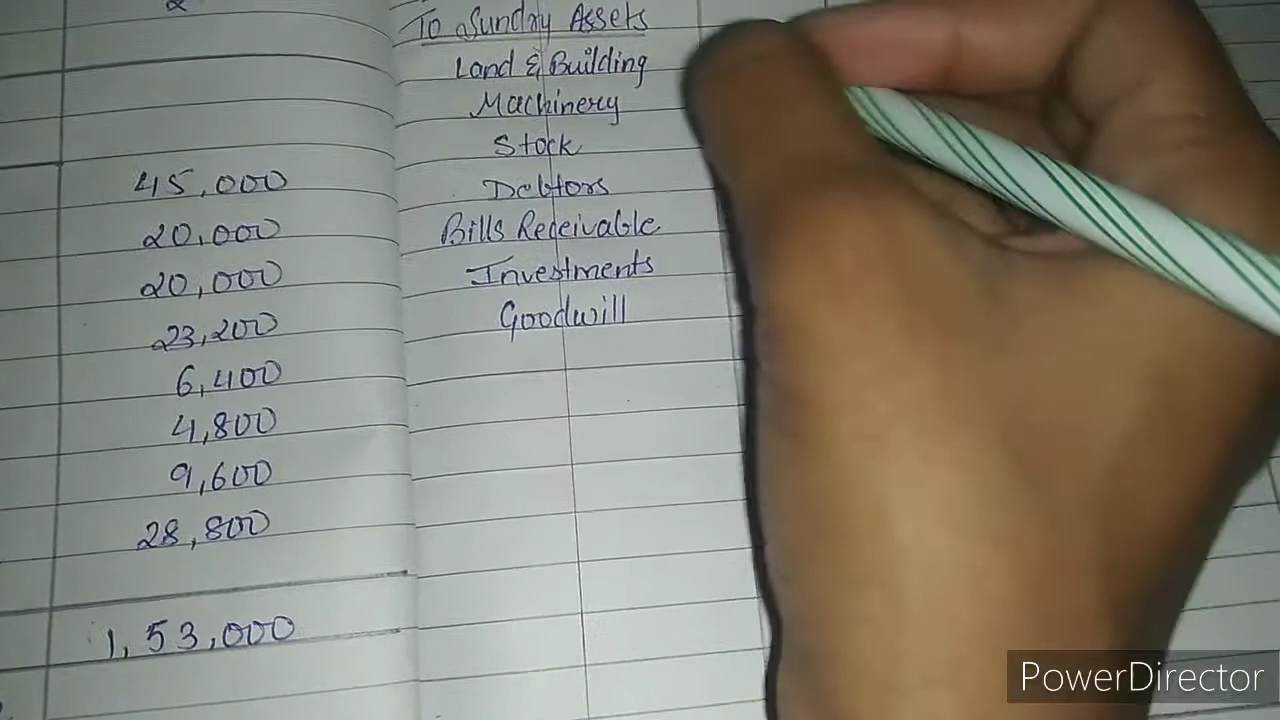 To Sundry Assets
Land & Building
Machinery
Stock
Debtors
Bills Receivable
Investments
Goodwill
45,000
20,000
20,000
23,200
6,400
4,800
9,600
28,800
1,53,000
PowerDirector